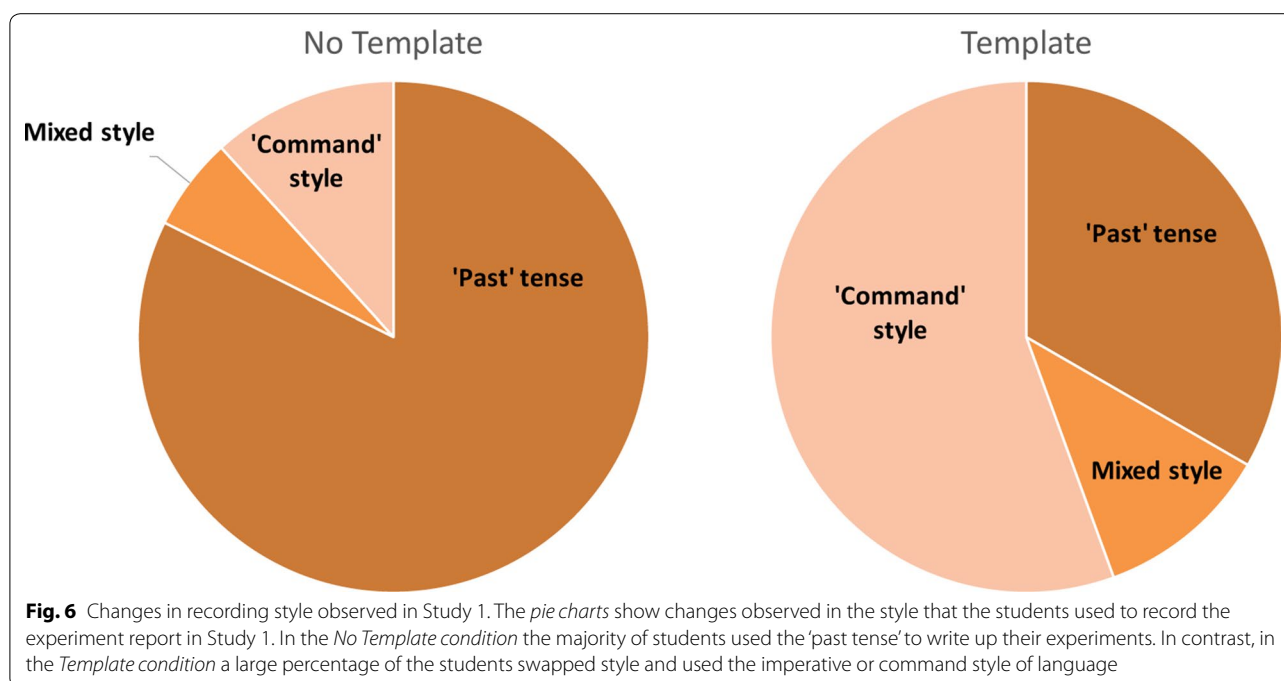 No Template
Mixed style
'Command'
style
'Past' tense
Template
'Past' tense
'Command'
style
Mixed style
Fig. 6 Changes in recording style observed in Study 1. The pie charts show changes observed in the style that the students used to record the
experiment report in Study 1. In the No Template condition the majority of students used the ‘past tense’ to write up their experiments. In contrast, in
the Template condition a large percentage of the students swapped style and used the imperative or command style of language